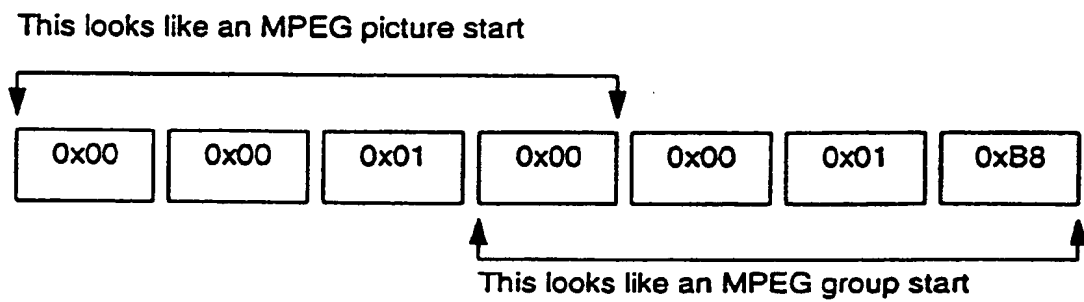 This looks like an MPEG picture start
0x00 0x00 0x01 0x00 0x00 0x01 0xB8
This looks like an MPEG group start